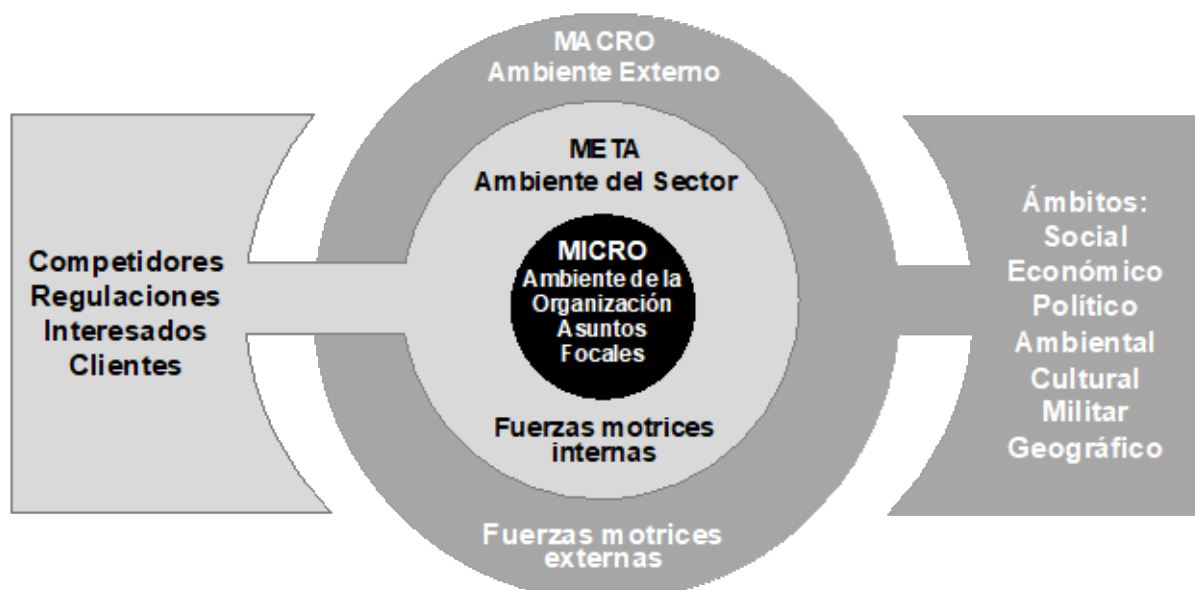 MACRO
Ambiente Externo
META
Ambiente del Sector
MICRO
Ambiente de la
Organización
Asuntos
Focales
Fuerzas motrices
internas
Fuerzas motrices
externas
Competidores
Regulaciones
Interesados
Clientes
Ámbitos:
Social
Económico
Político
Ambiental
Cultural
Militar
Geográfico